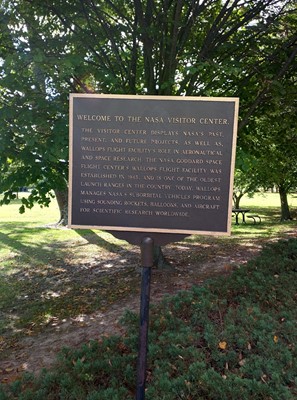 WELCOME TO THE NASA VISITOR CENTER.
THE VISITOR CENTER DISPLAYS NASA'S PAST,
PRESENT, AND FUTURE PROJECTS, AS WELL AS,
WALLOPS FLIGHT FACILITY'S ROLE IN AERONAUTICAL
AND SPACE RESEARCH. THE NASA GODDARD SPACE
FLIGHT CENTER'S WALLOPS FLIGHT FACILITY WAS
ESTABLISHED IN 1945, AND IS ONE OF THE OLDEST
LAUNCH RANGES IN THE COUNTRY. TODAY, WALLOPS
MANAGES NASA'S SUBORBITAL VEHICLES PROGRAM
USING SOUNDING ROCKETS, BALLOONS, AND AIRCRAFT
FOR SCIENTIFIC RESEARCH WORLDWIDE.